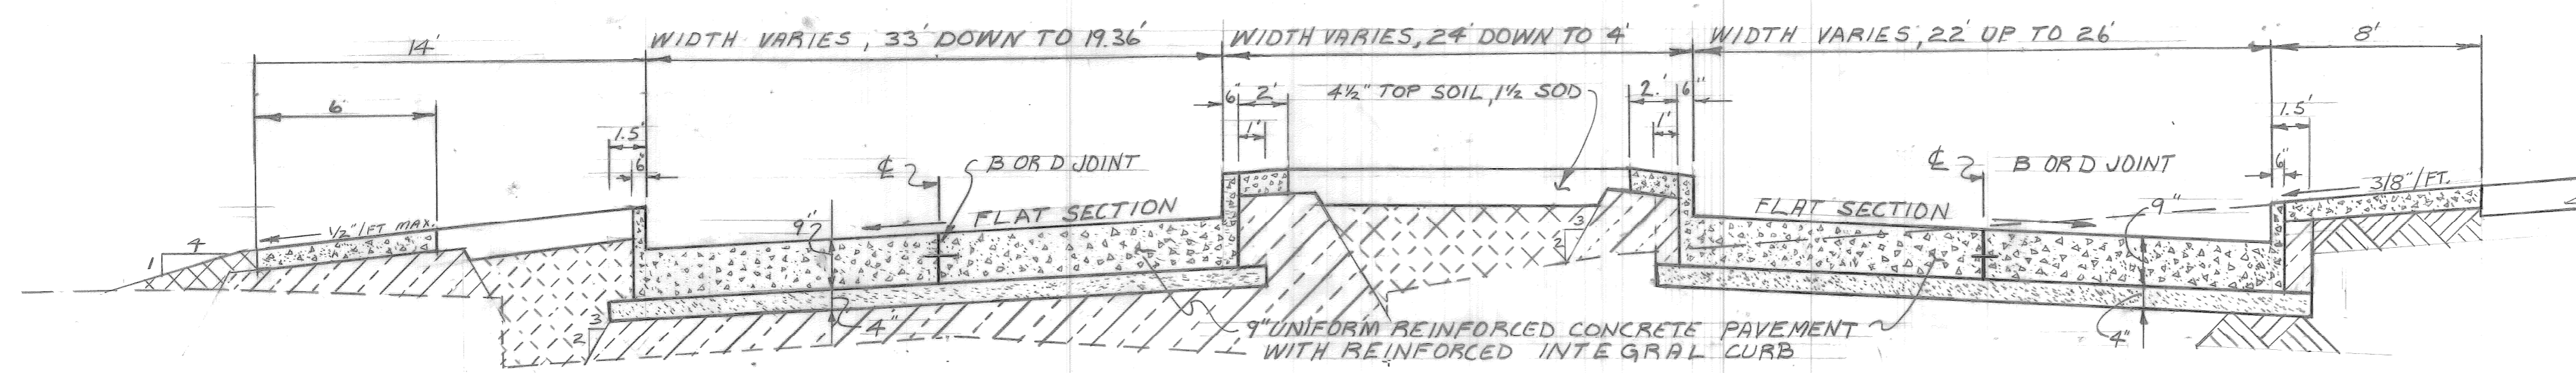 14'
WIDTH VARIES, 33' DOWN TO 19.36'
WIDTH VARIES, 24' DOWN TO 4'
WIDTH VARIES, 22' UP TO 26'
8'
6'
1.5'
6"
6" 2'
1'
4½" TOP SOIL, 1½ SOD
2.' 6"
1'
1.5'
6"
℄ B OR D JOINT
℄ B OR D JOINT
½"/FT MAX.
9"
FLAT SECTION
FLAT SECTION
9"
3/8"/FT.
4
1
3
2
3
2
4"
4"
9" UNIFORM REINFORCED CONCRETE PAVEMENT
WITH REINFORCED INTEGRAL CURB